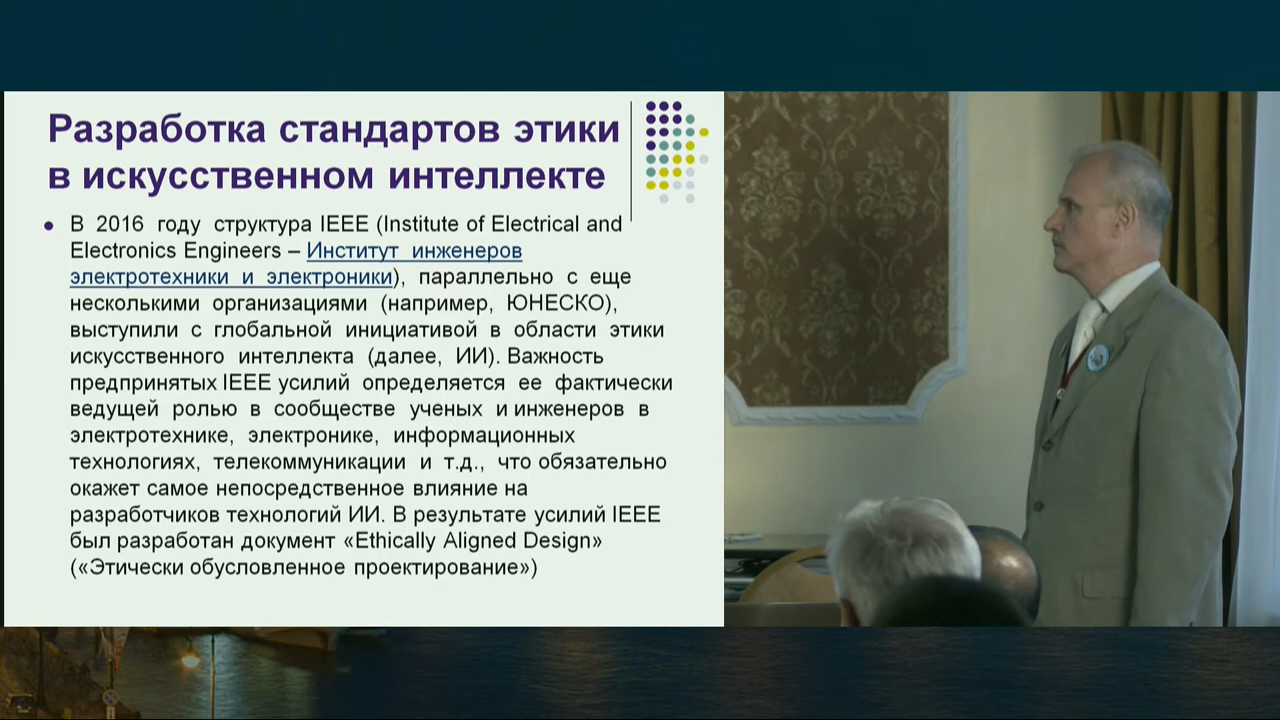 Разработка стандартов этики
в искусственном интеллекте
В 2016 году структура IEEE (Institute of Electrical and
Electronics Engineers – Институт инженеров
электротехники и электроники), параллельно с еще
несколькими организациями (например, ЮНЕСКО),
выступили с глобальной инициативой в области этики
искусственного интеллекта (далее, ИИ). Важность
предпринятых IEEE усилий определяется ее фактически
ведущей ролью в сообществе ученых и инженеров в
электротехнике, электронике, информационных
технологиях, телекоммуникации и т.д., что обязательно
окажет самое непосредственное влияние на
разработчиков технологий ИИ. В результате усилий IEEE
был разработан документ «Ethically Aligned Design»
(«Этически обусловленное проектирование»)